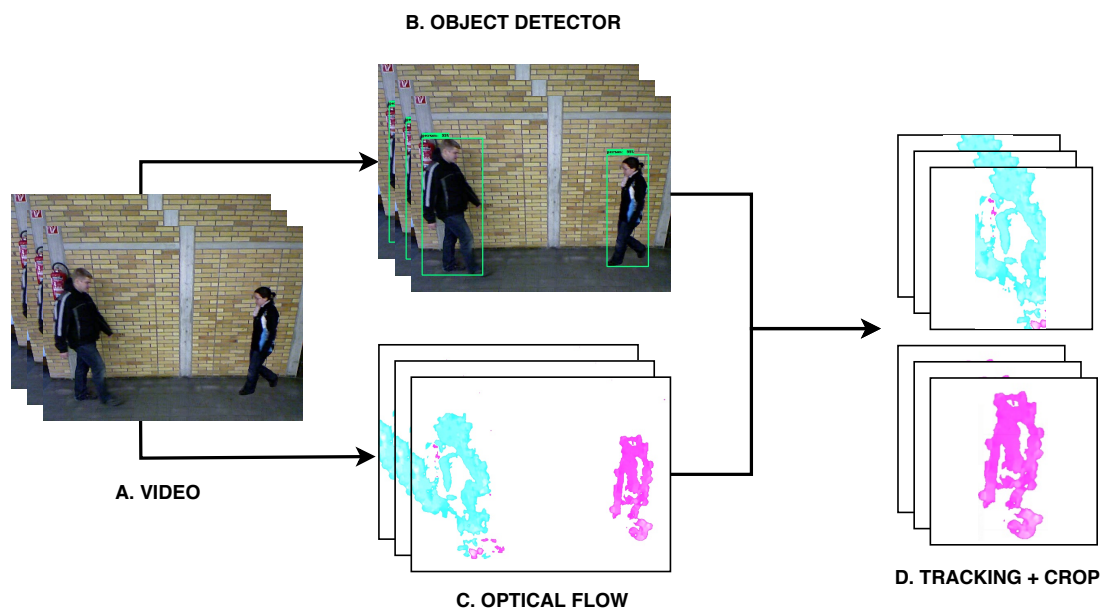 B. OBJECT DETECTOR
A. VIDEO
C. OPTICAL FLOW
D. TRACKING + CROP